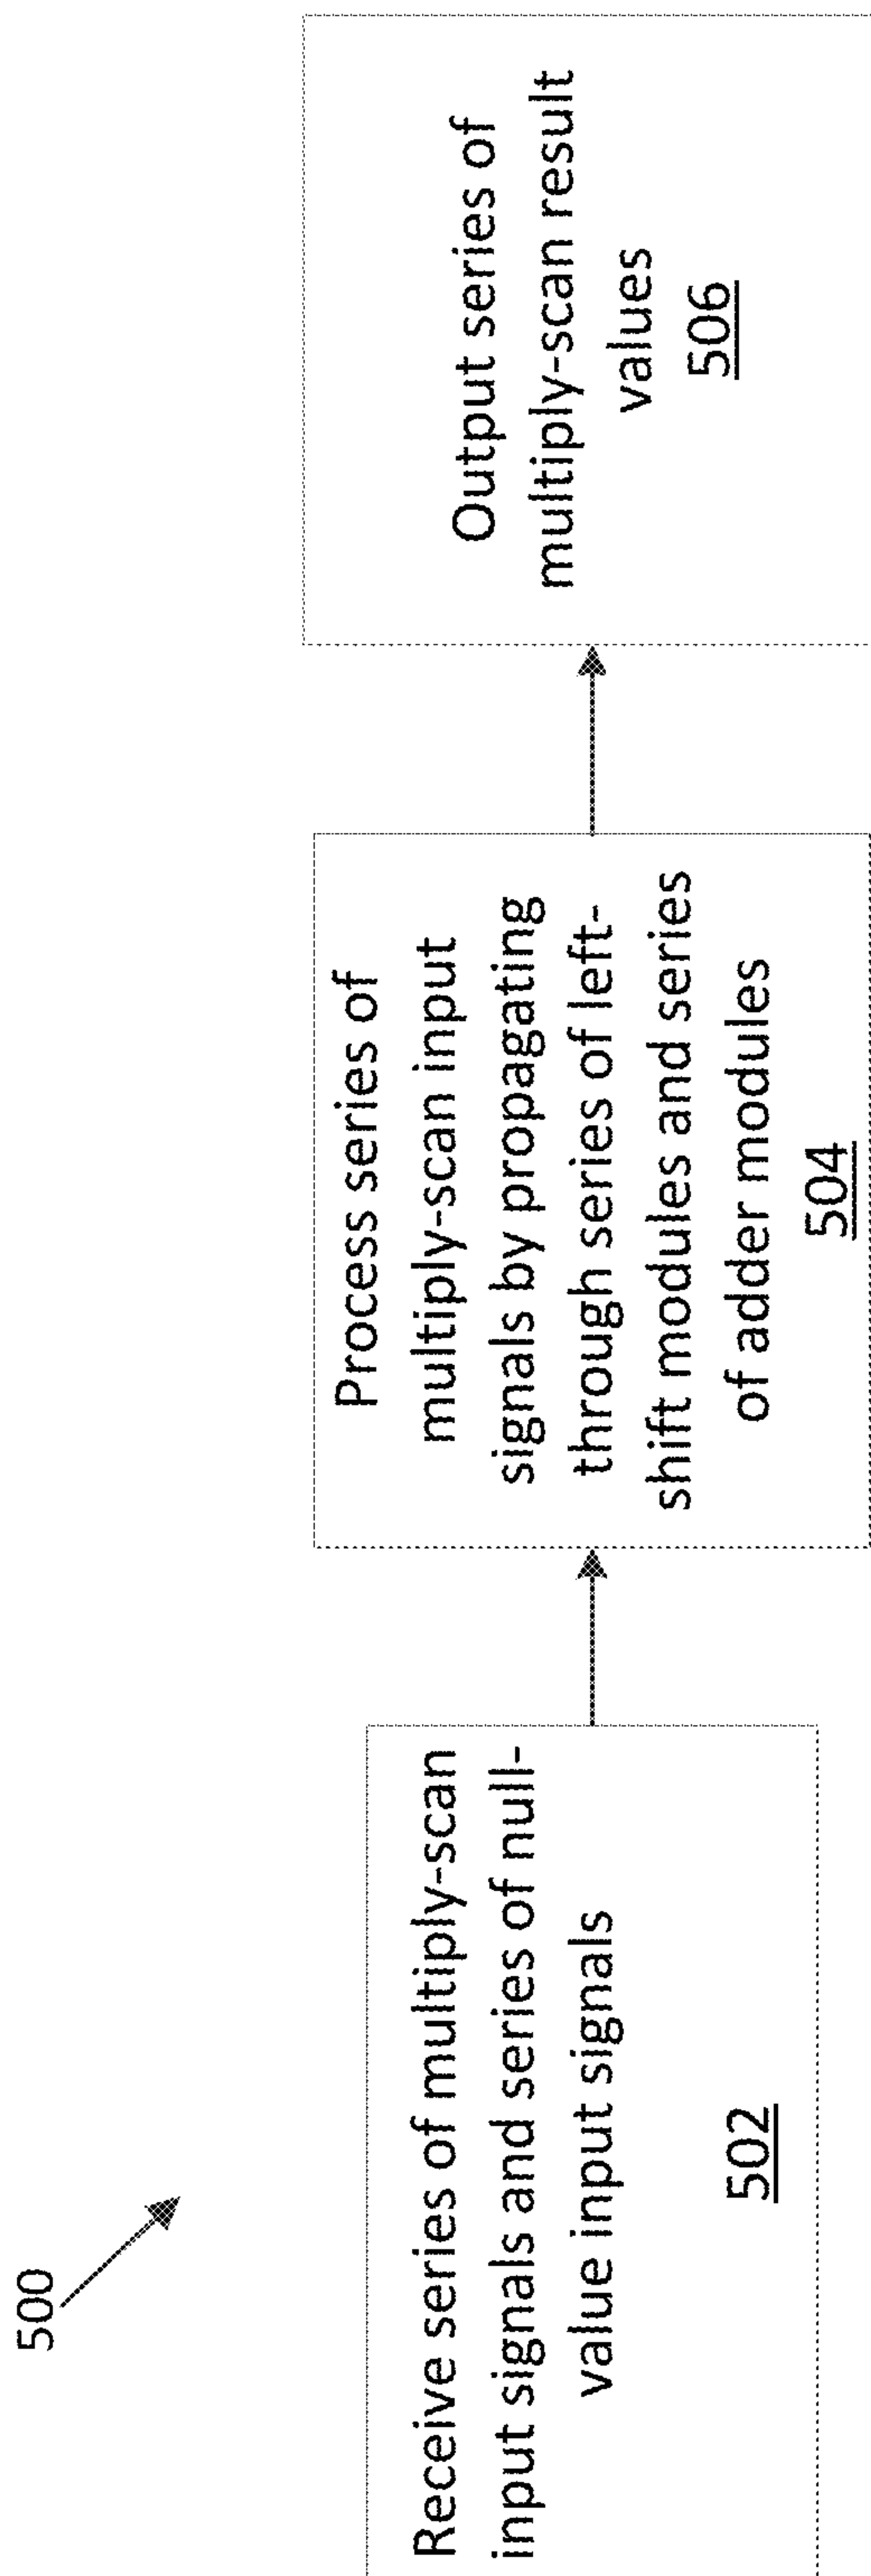 500
Receive series of multiply-scan
input signals and series of null-
value input signals
502
Process series of
multiply-scan input
signals by propagating
through series of left-
shift modules and series
of adder modules
504
Output series of
multiply-scan result
values
506